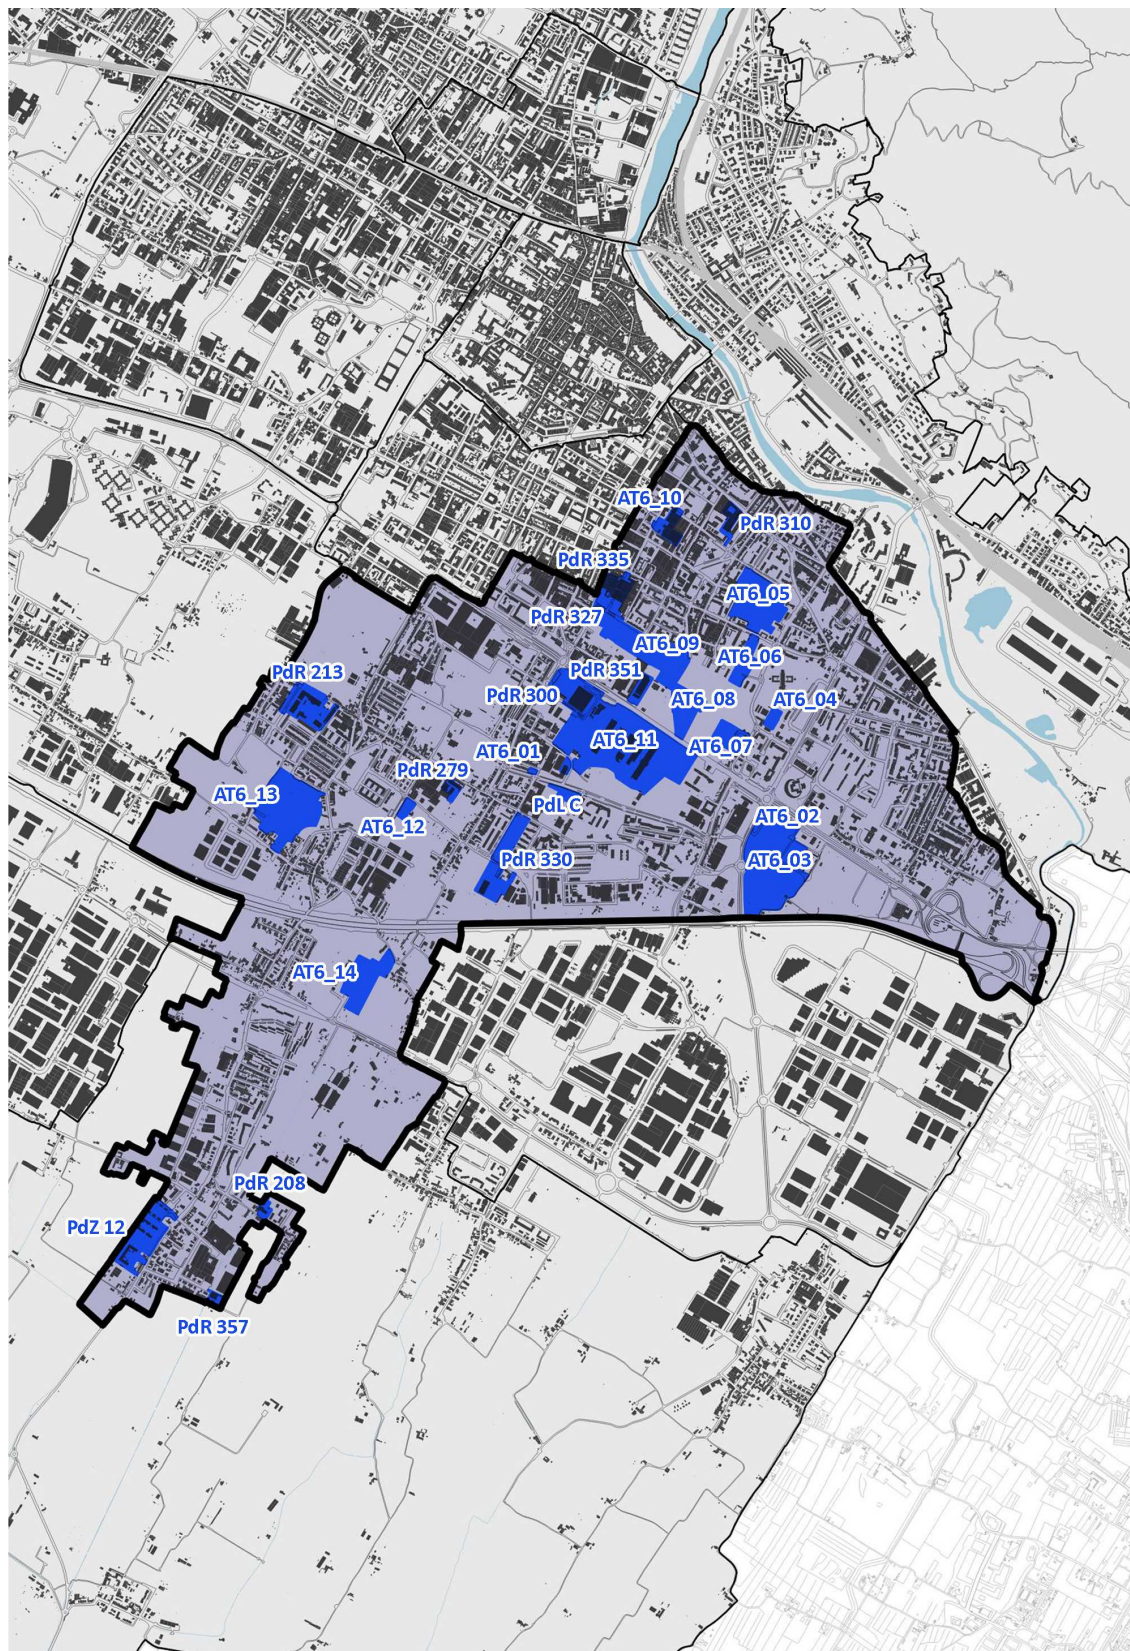 AT6_10
PdR 310
PdR 335
AT6_05
PdR 327
AT6_09
AT6_06
PdR 351
PdR 213
PdR 300
AT6_08
AT6_04
AT6_11
AT6_07
AT6_01
PdR 279
AT6_13
PdL C
AT6_12
AT6_02
PdR 330
AT6_03
AT6_14
PdR 208
PdZ 12
PdR 357